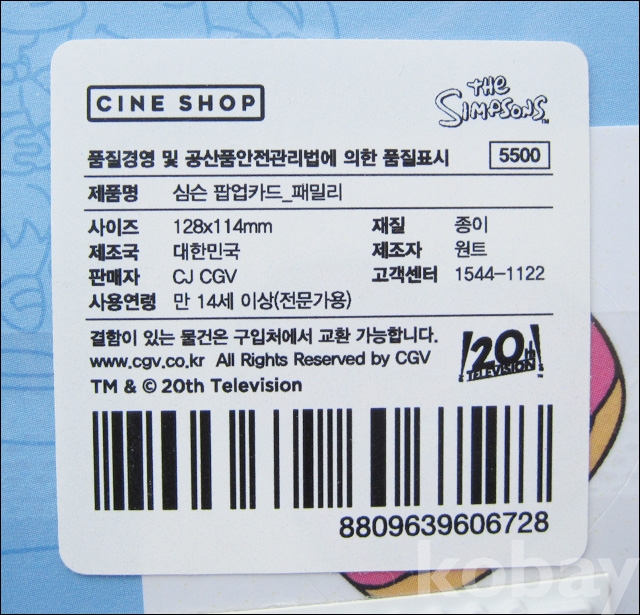 CINE SHOP
THE SIMPSONS™
품질경영 및 공산품안전관리법에 의한 품질표시 5500
제품명 심슨 팝업카드_패밀리
사이즈 128x114mm 재질 종이
제조국 대한민국 제조자 원트
판매자 CJ CGV 고객센터 1544-1122
사용연령 만 14세 이상(전문가용)
결함이 있는 물건은 구입처에서 교환 가능합니다.
www.cgv.co.kr All Rights Reserved by CGV
20th TELEVISION™
TM & © 20th Television
8809639606728
kobay